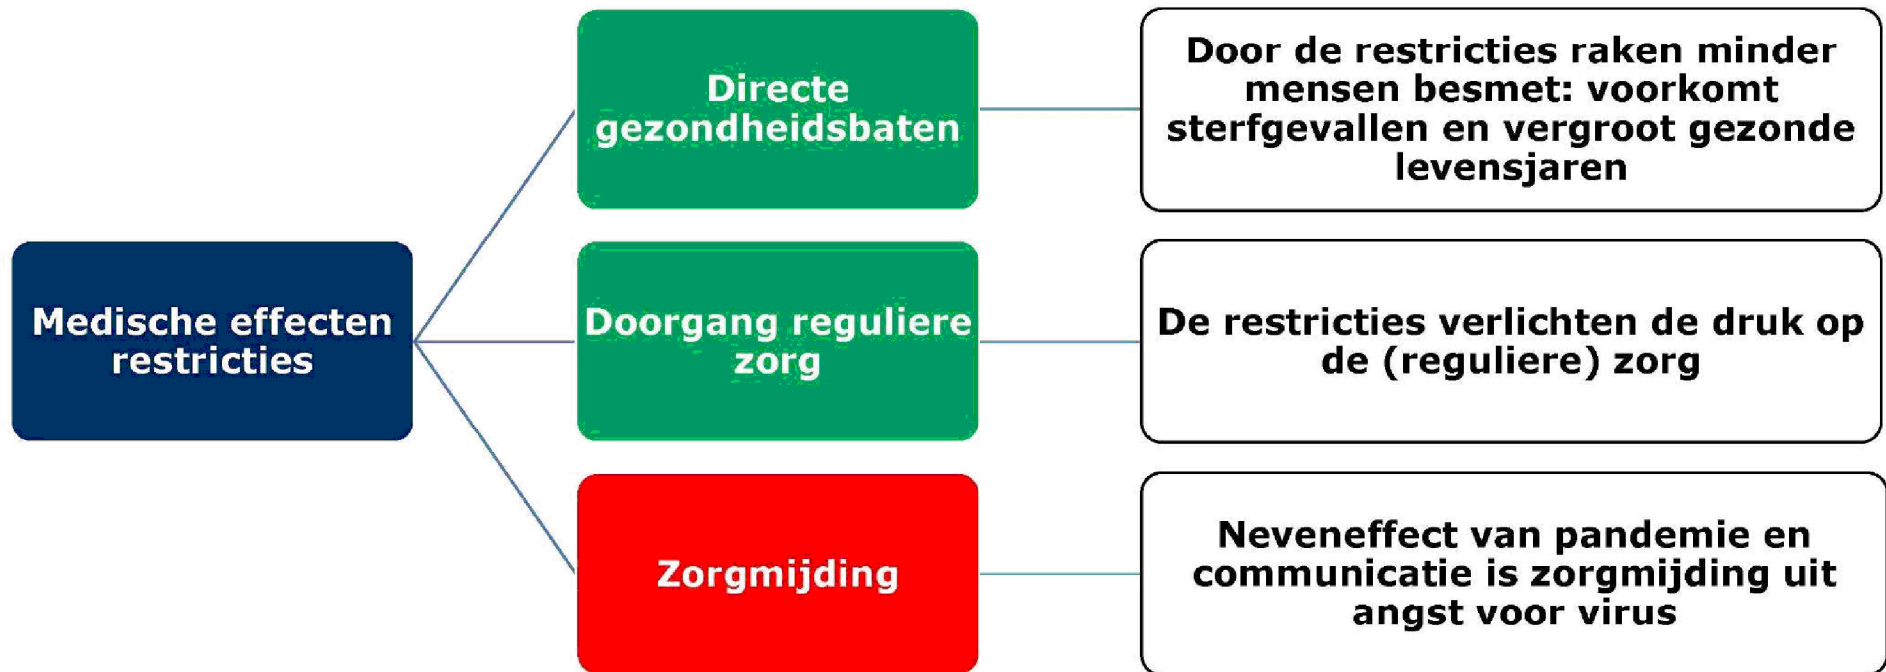 Medische effecten
restricties
Directe
gezondheidsbaten
Door de restricties raken minder
mensen besmet: voorkomt
sterfgevallen en vergroot gezonde
levensjaren
Doorgang reguliere
zorg
De restricties verlichten de druk op
de (reguliere) zorg
Zorgmijding
Neveneffect van pandemie en
communicatie is zorgmijding uit
angst voor virus